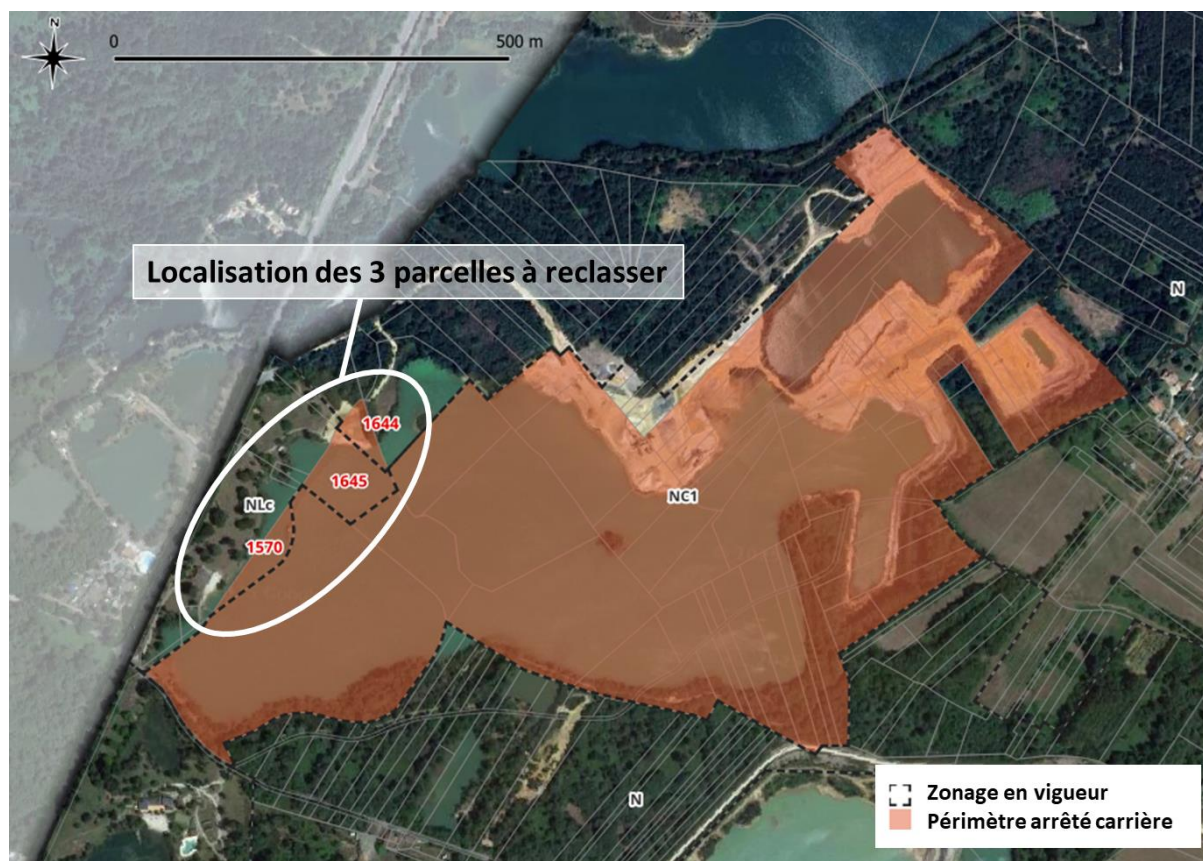 N
0 500 m
N
Localisation des 3 parcelles à reclasser
1644
1645
NLc
NC1
1570
N
Zonage en vigueur
Périmètre arrêté carrière